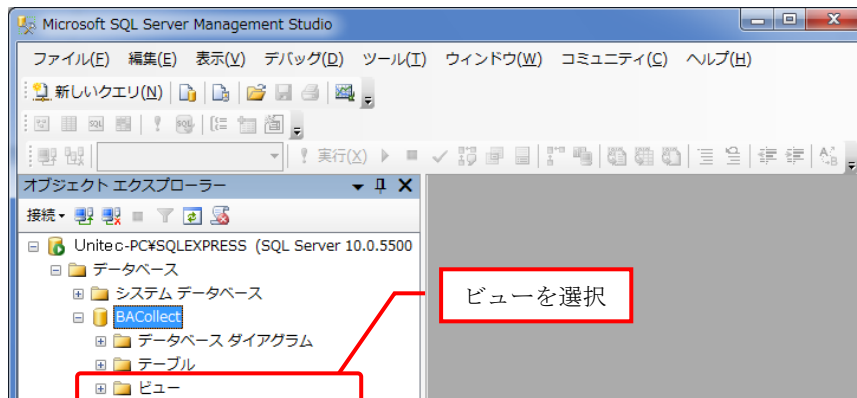 Microsoft SQL Server Management Studio
ファイル(F) 編集(E) 表示(V) デバッグ(D) ツール(T) ウィンドウ(W) コミュニティ(C) ヘルプ(H)
新しいクエリ(N)
実行(X)
オブジェクト エクスプローラー
接続
Unitec-PC¥SQLEXPRESS (SQL Server 10.0.5500
データベース
システム データベース
ビューを選択
BACollect
データベース ダイアグラム
テーブル
ビュー